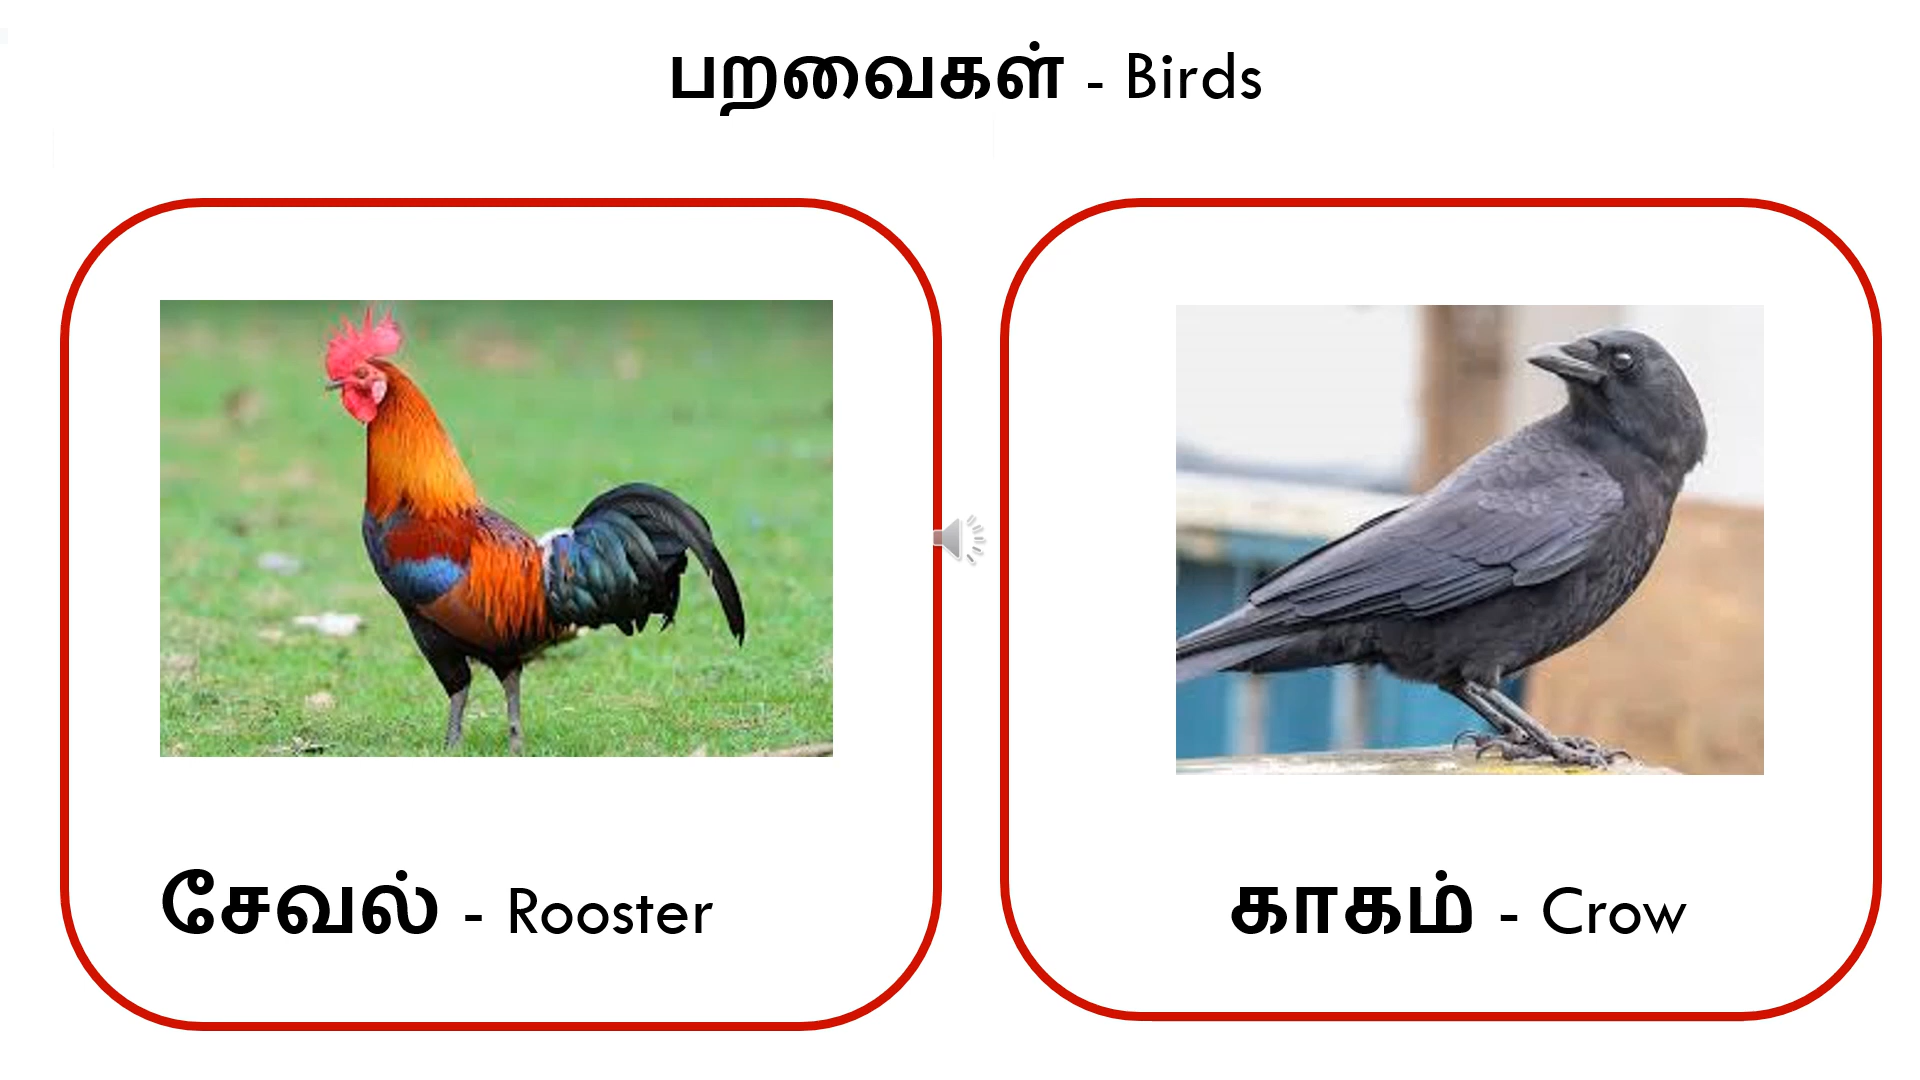 பறவைகள் - Birds
சேவல் - Rooster
காகம் - Crow